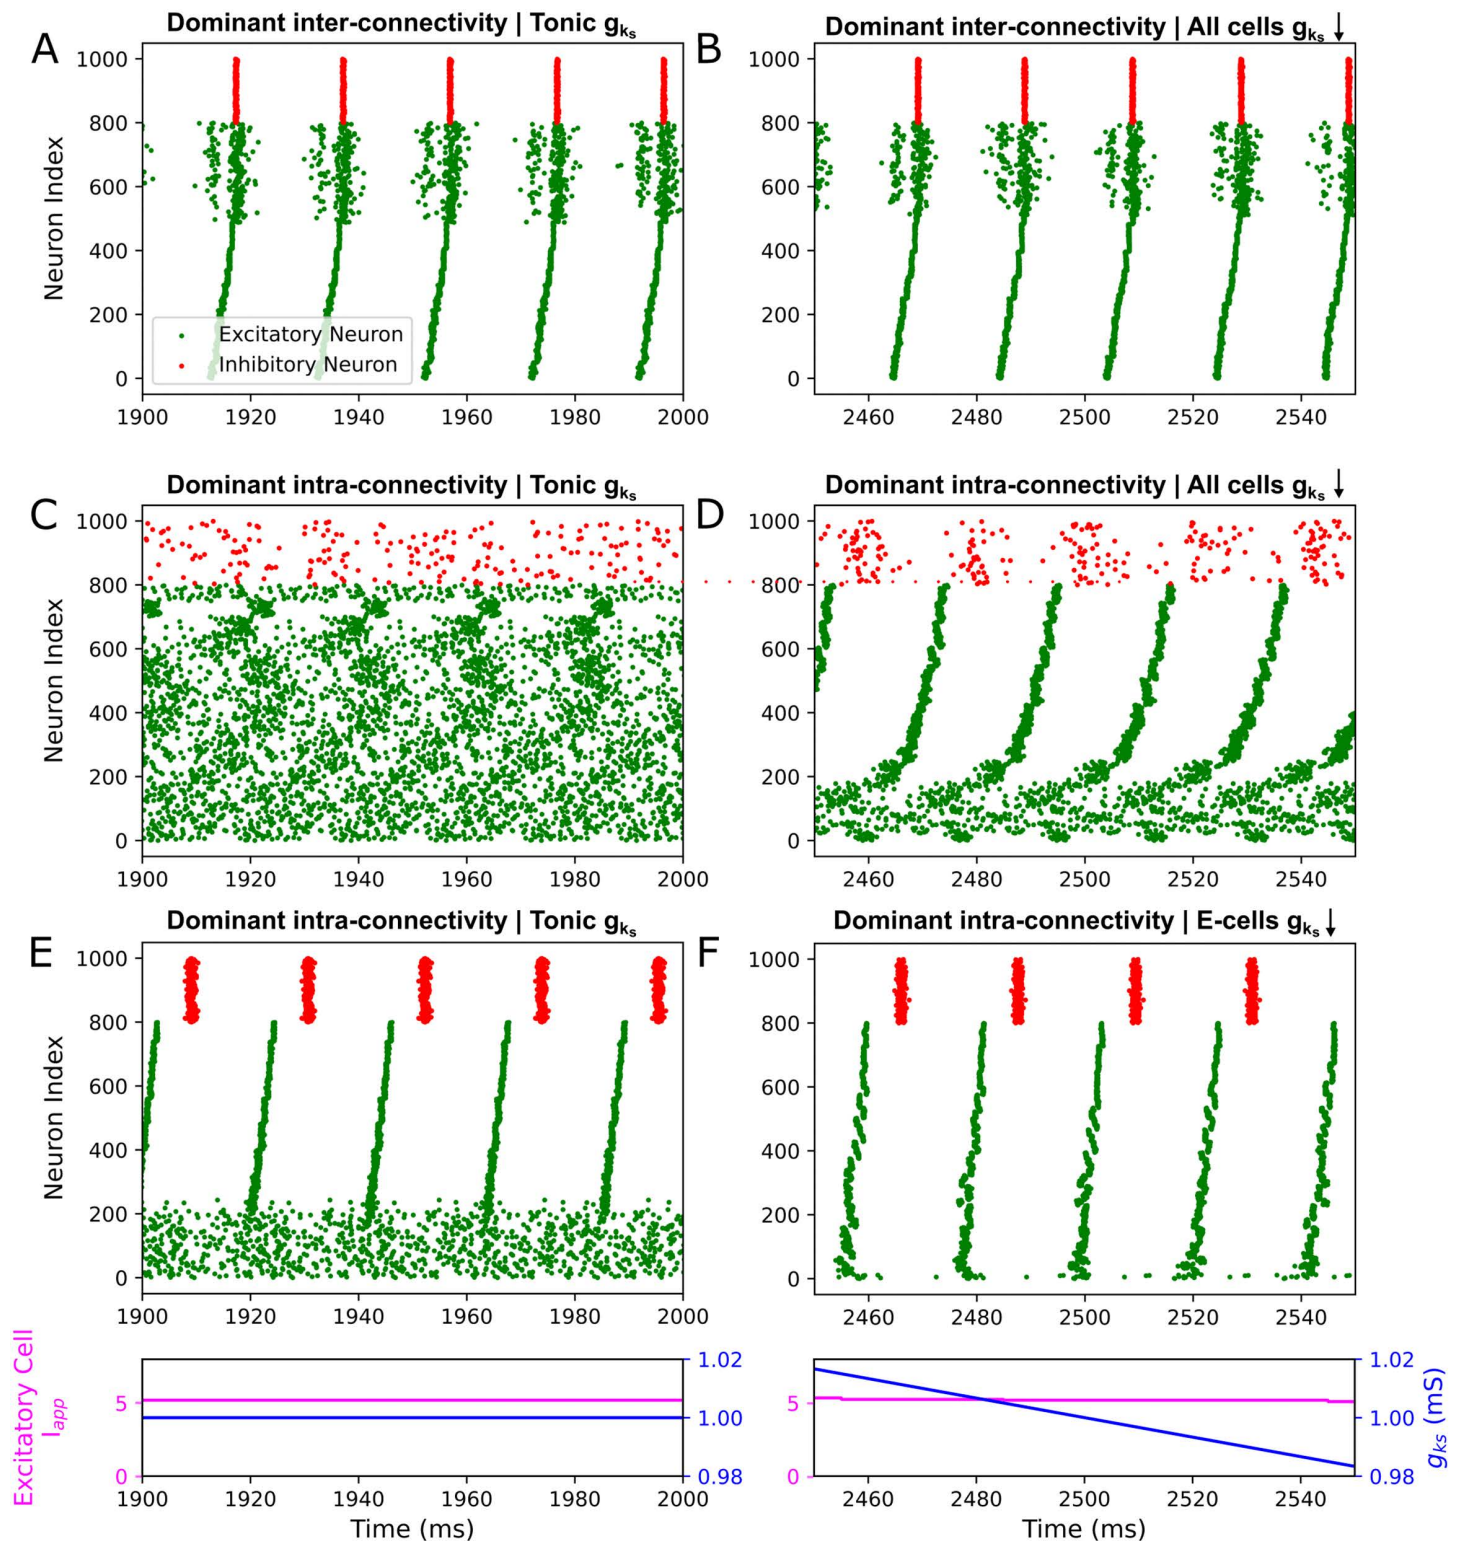 Dominant inter-connectivity | Tonic gks
Dominant inter-connectivity | All cells gks ↓
A
B
1000
800
600
400
200
0
Neuron Index
Excitatory Neuron
Inhibitory Neuron
1900 1920 1940 1960 1980 2000
1000
800
600
400
200
0
2460 2480 2500 2520 2540
Dominant intra-connectivity | Tonic gks
Dominant intra-connectivity | All cells gks ↓
C
D
1000
800
600
400
200
0
Neuron Index
1900 1920 1940 1960 1980 2000
1000
800
600
400
200
0
2460 2480 2500 2520 2540
Dominant intra-connectivity | Tonic gks
Dominant intra-connectivity | E-cells gks ↓
E
F
1000
800
600
400
200
0
Neuron Index
1900 1920 1940 1960 1980 2000
1000
800
600
400
200
0
2460 2480 2500 2520 2540
Excitatory Cell
Iapp
5
0
1.02
1.00
0.98
1900 1920 1940 1960 1980 2000
Time (ms)
5
0
1.02
1.00
0.98
gks (mS)
2460 2480 2500 2520 2540
Time (ms)